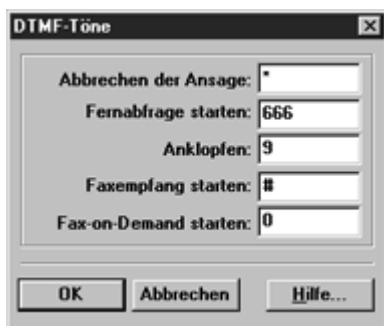 DTMF-Töne
Abbrechen der Ansage: *
Fernabfrage starten: 666
Anklopfen: 9
Faxempfang starten: #
Fax-on-Demand starten: 0
OK Abbrechen Hilfe...